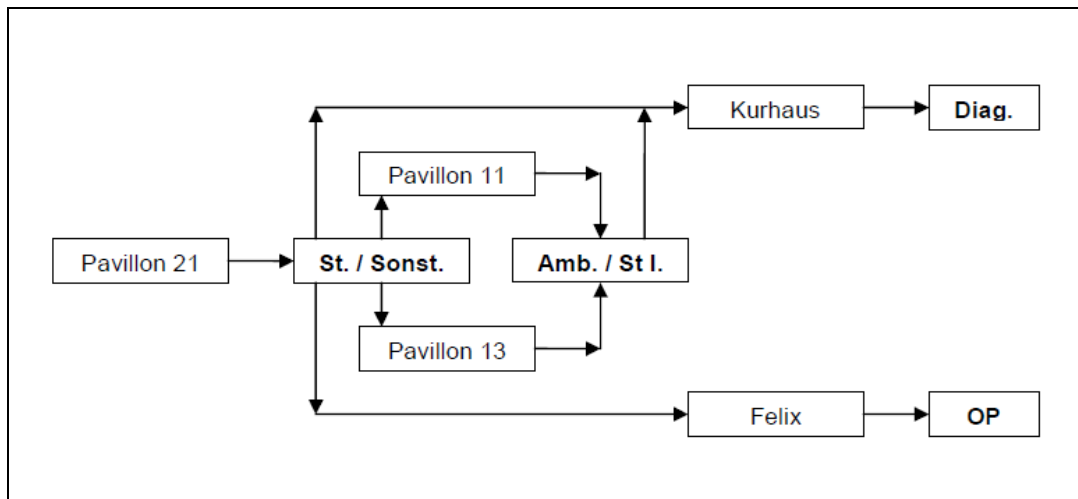 Kurhaus
Diag.
Pavillon 11
Pavillon 21
St. / Sonst.
Amb. / St I.
Pavillon 13
Felix
OP